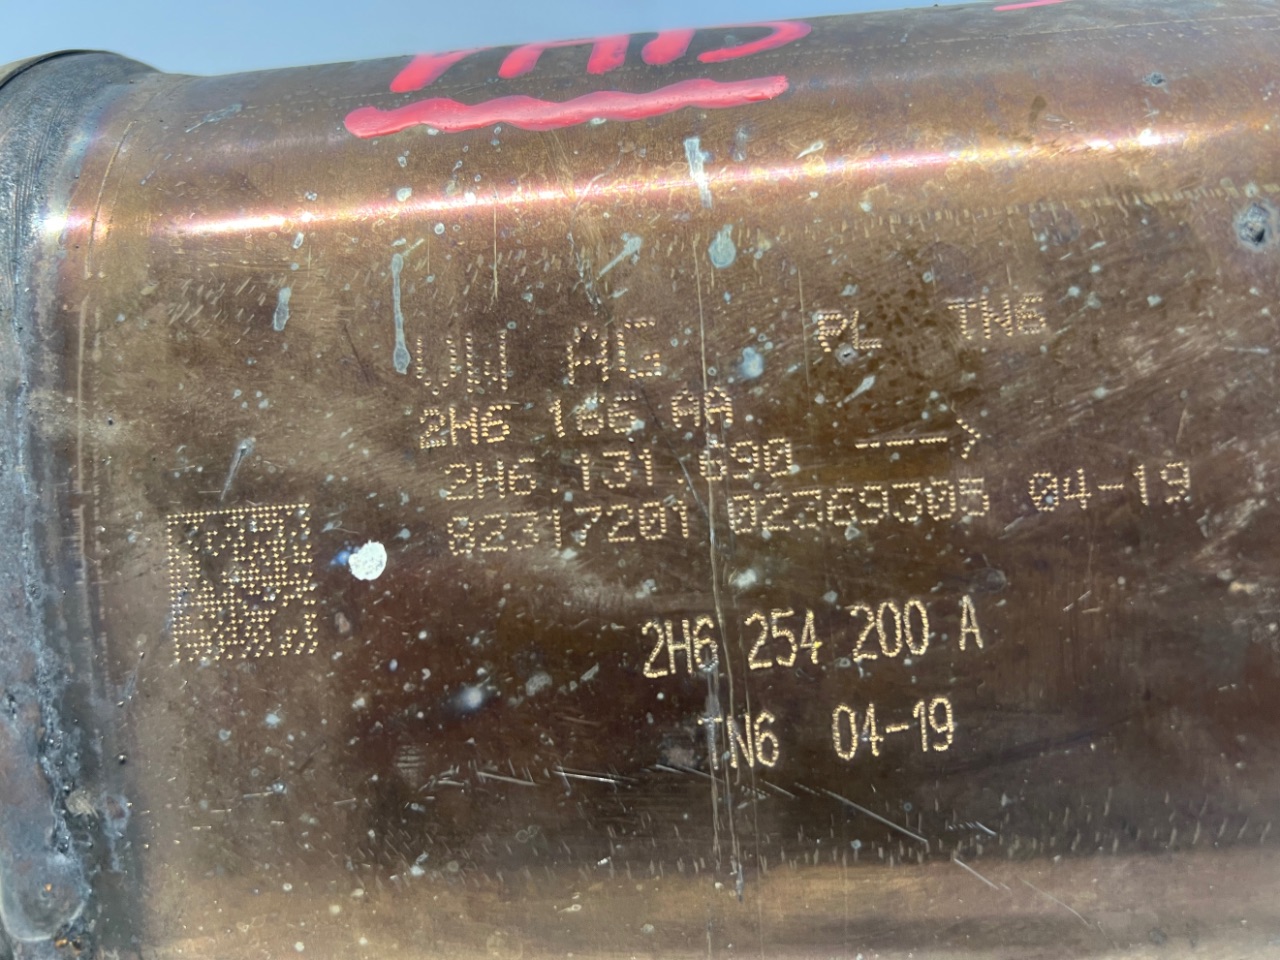 VW AG PL TN6
2H6 166 AA
2H6.131.690 --->
82317201 02369305 04-19
2H6 254 200 A
TN6 04-19